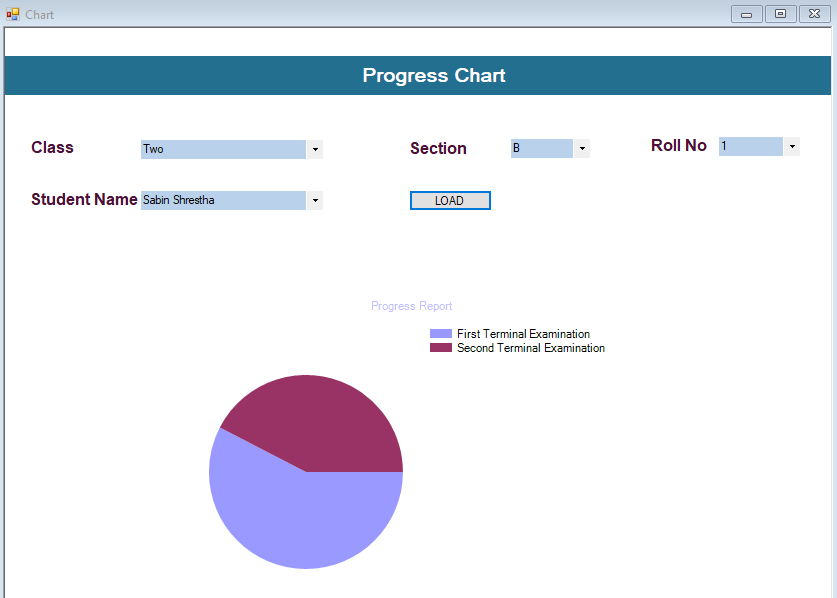 Chart
Progress Chart
Class Two Section B Roll No 1
Student Name Sabin Shrestha LOAD
Progress Report
First Terminal Examination
Second Terminal Examination